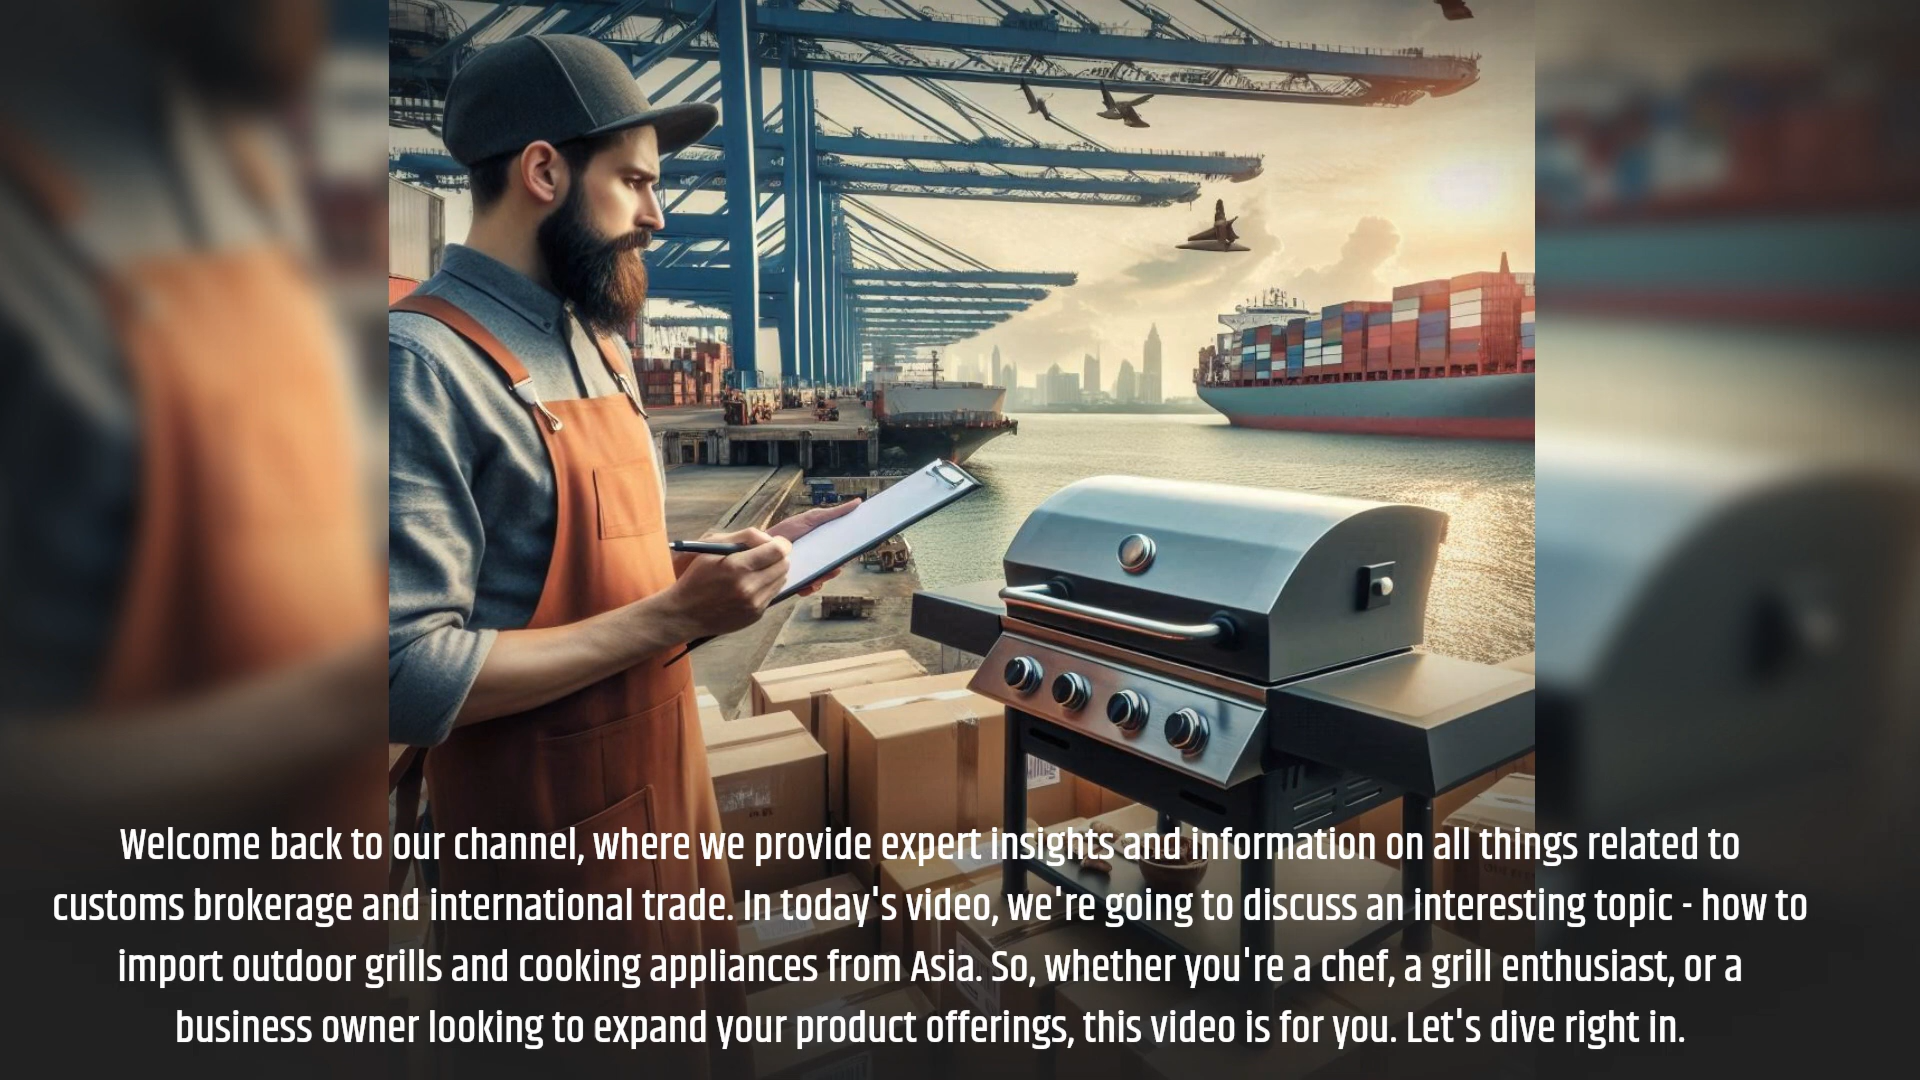 Welcome back to our channel, where we provide expert insights and information on all things related to
customs brokerage and international trade. In today's video, we're going to discuss an interesting topic - how to
import outdoor grills and cooking appliances from Asia. So, whether you're a chef, a grill enthusiast, or a
business owner looking to expand your product offerings, this video is for you. Let's dive right in.